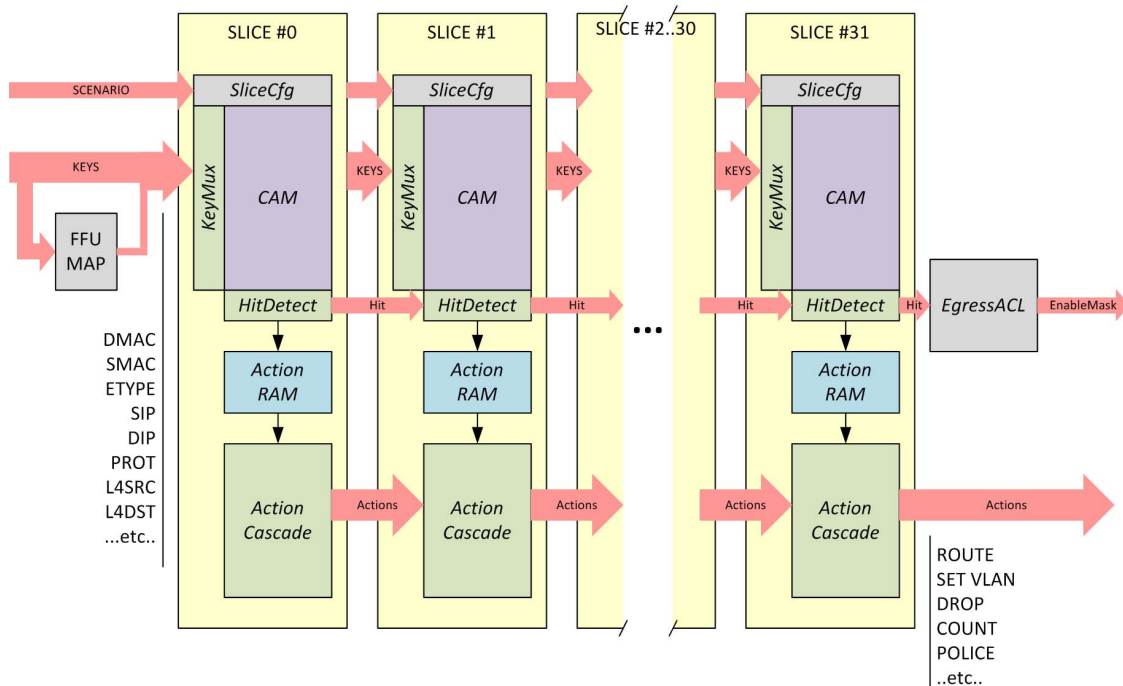 SLICE #0
SLICE #1
SLICE #2..30
SLICE #31
SCENARIO
SliceCfg
SliceCfg
SliceCfg
KEYS
KeyMux
CAM
KEYS
KeyMux
CAM
KEYS
KEYS
KeyMux
CAM
FFU
MAP
HitDetect
Hit
HitDetect
Hit
...
Hit
HitDetect
Hit
EgressACL
EnableMask
DMAC
SMAC
ETYPE
SIP
DIP
PROT
L4SRC
L4DST
...etc..
Action
RAM
Action
RAM
Action
RAM
Action
Cascade
Actions
Action
Cascade
Actions
Actions
Action
Cascade
Actions
ROUTE
SET VLAN
DROP
COUNT
POLICE
..etc..